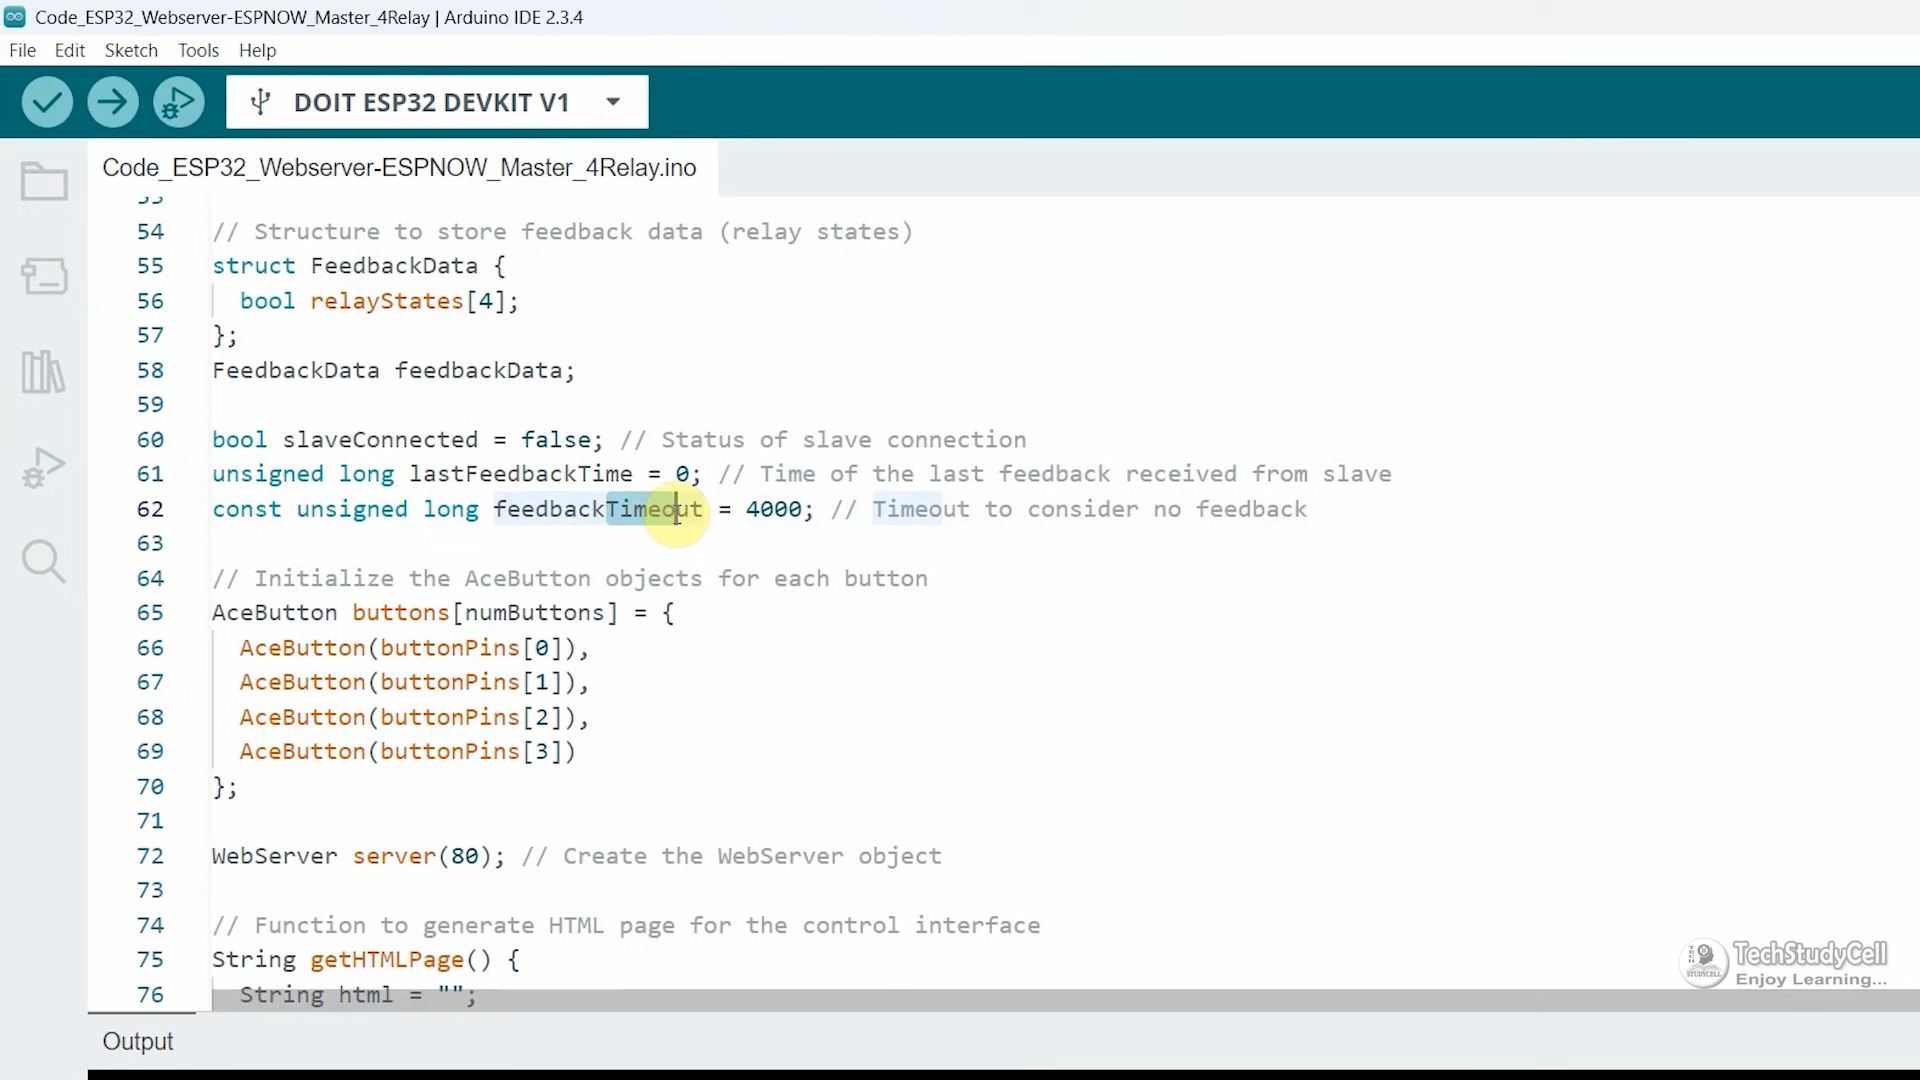 Code_ESP32_Webserver-ESPNOW_Master_4Relay | Arduino IDE 2.3.4
File Edit Sketch Tools Help
DOIT ESP32 DEVKIT V1
Code_ESP32_Webserver-ESPNOW_Master_4Relay.ino
53
54 // Structure to store feedback data (relay states)
55 struct FeedbackData {
56 bool relayStates[4];
57 };
58 FeedbackData feedbackData;
59
60 bool slaveConnected = false; // Status of slave connection
61 unsigned long lastFeedbackTime = 0; // Time of the last feedback received from slave
62 const unsigned long feedbackTimeout = 4000; // Timeout to consider no feedback
63
64 // Initialize the AceButton objects for each button
65 AceButton buttons[numButtons] = {
66 AceButton(buttonPins[0]),
67 AceButton(buttonPins[1]),
68 AceButton(buttonPins[2]),
69 AceButton(buttonPins[3])
70 };
71
72 WebServer server(80); // Create the WebServer object
73
74 // Function to generate HTML page for the control interface
75 String getHTMLPage() {
76 String html = "";
TechStudyCell
Enjoy Learning...
Output